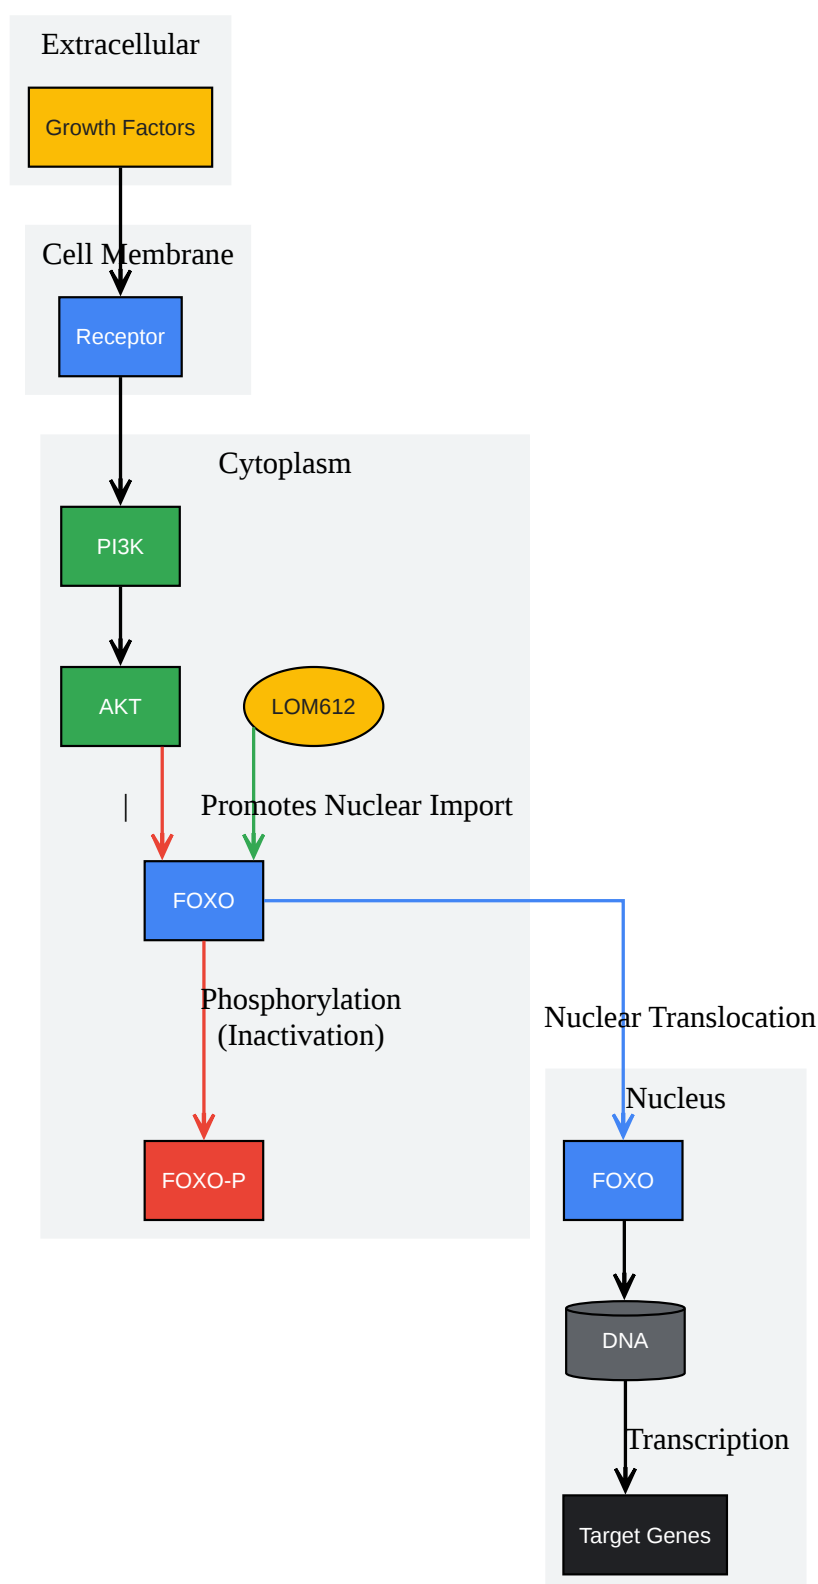 Extracellular
Growth Factors
Cell Membrane
Receptor
Cytoplasm
PI3K
AKT
LOM612
|
Promotes Nuclear Import
FOXO
Phosphorylation
(Inactivation)
Nuclear Translocation
Nucleus
FOXO-P
FOXO
DNA
Transcription
Target Genes